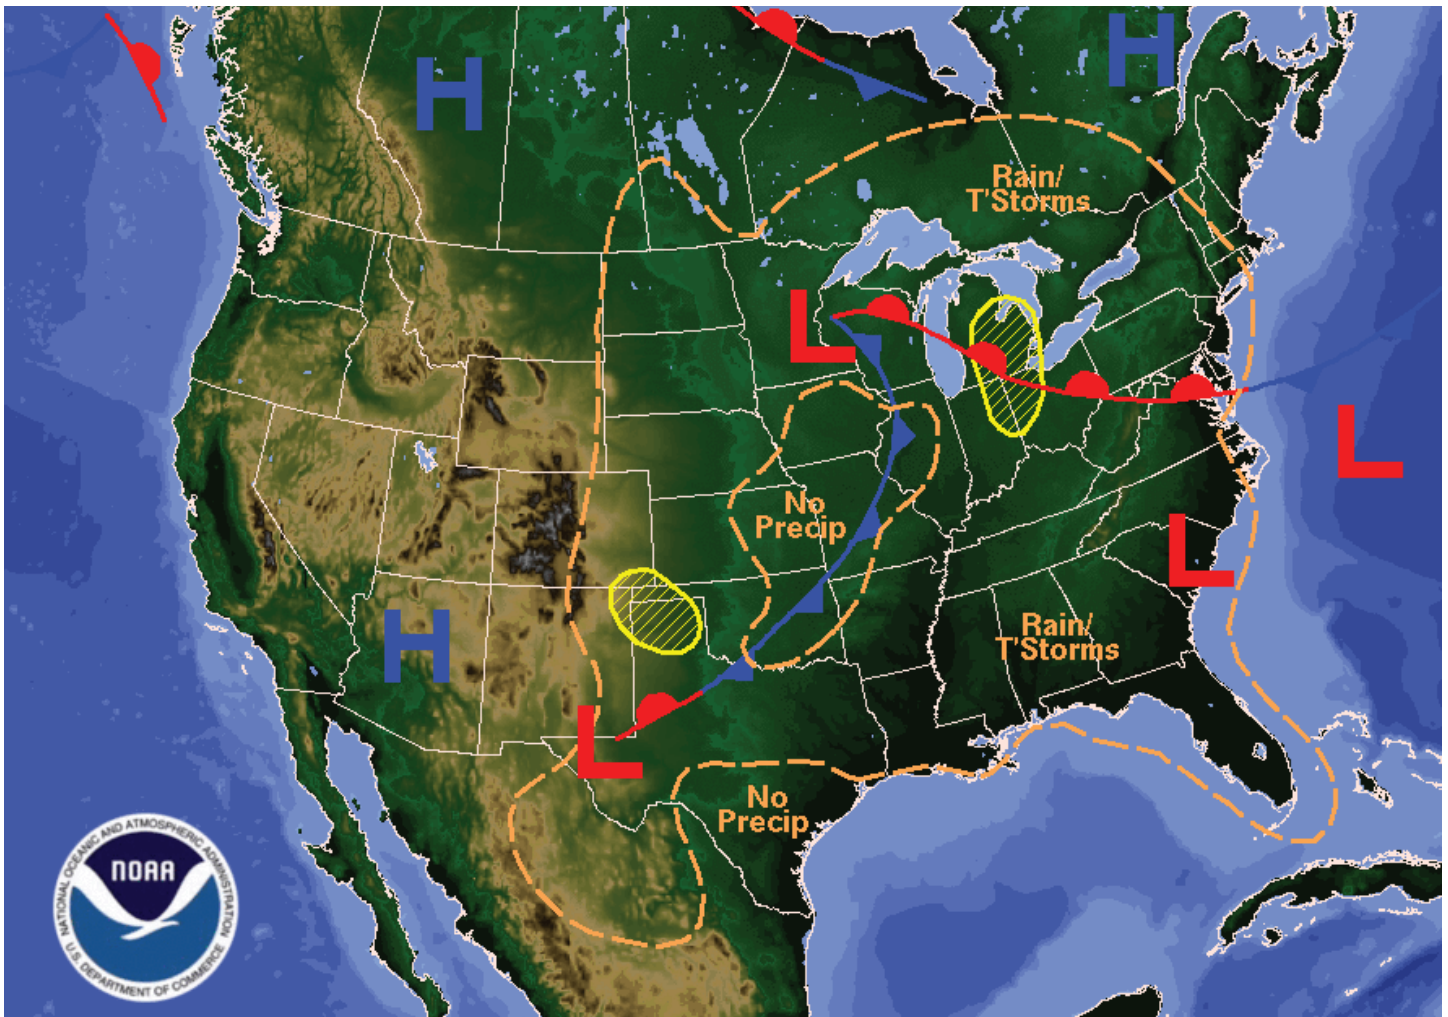 H
H
Rain/
T'Storms
L
L
No
Precip
L
H
Rain/
T'Storms
L
No
Precip
NATIONAL OCEANIC AND ATMOSPHERIC ADMINISTRATION
NOAA
U.S. DEPARTMENT OF COMMERCE